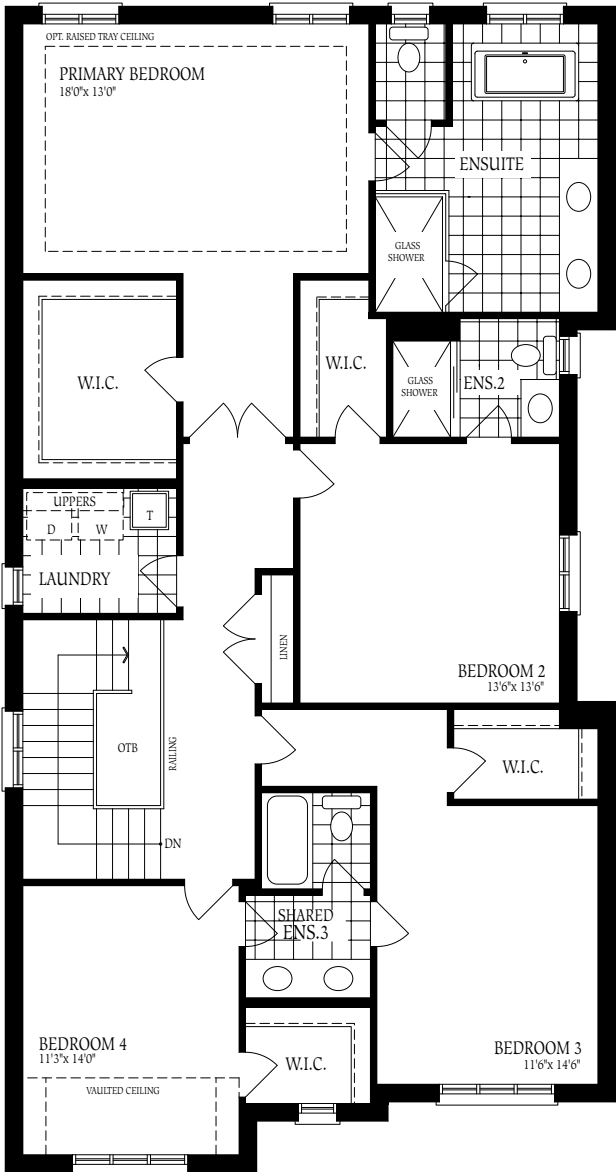 OPT. RAISED TRAY CEILING
PRIMARY BEDROOM
18'0"x 13'0"
ENSUITE
GLASS
SHOWER
W.I.C.
W.I.C.
GLASS
SHOWER
ENS.2
UPPERS
D
W
T
LAUNDRY
LINEN
BEDROOM 2
13'6"x 13'6"
OTB
RAILING
W.I.C.
DN
SHARED
ENS.3
BEDROOM 4
11'3"x 14'0"
W.I.C.
BEDROOM 3
11'6"x 14'6"
VAULTED CEILING